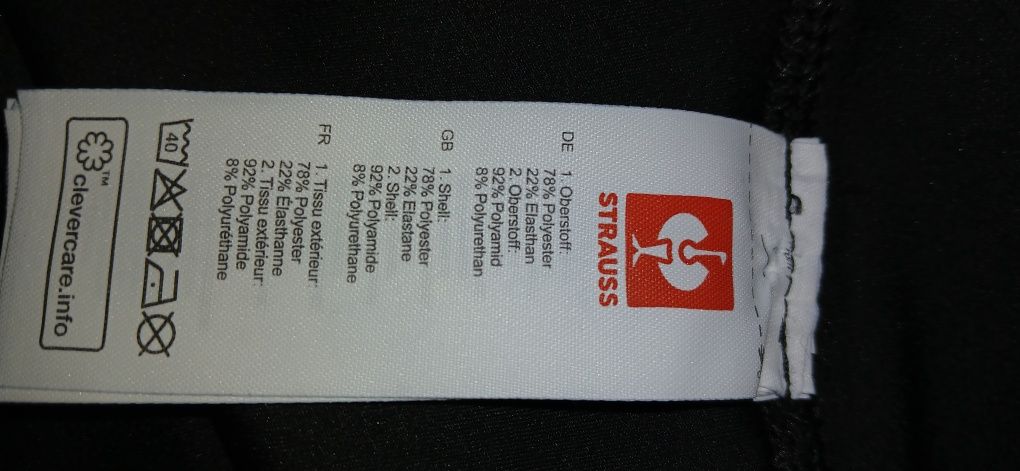 STRAUSS
DE 1. Oberstoff:
78% Polyester
22% Elasthan
2. Oberstoff:
92% Polyamid
8% Polyurethan
GB 1. Shell:
78% Polyester
22% Elastane
2. Shell:
92% Polyamide
8% Polyurethane
FR 1. Tissu extérieur:
78% Polyester
22% Élasthanne
2. Tissu extérieur:
92% Polyamide
8% Polyuréthane
40
™
clevercare.info